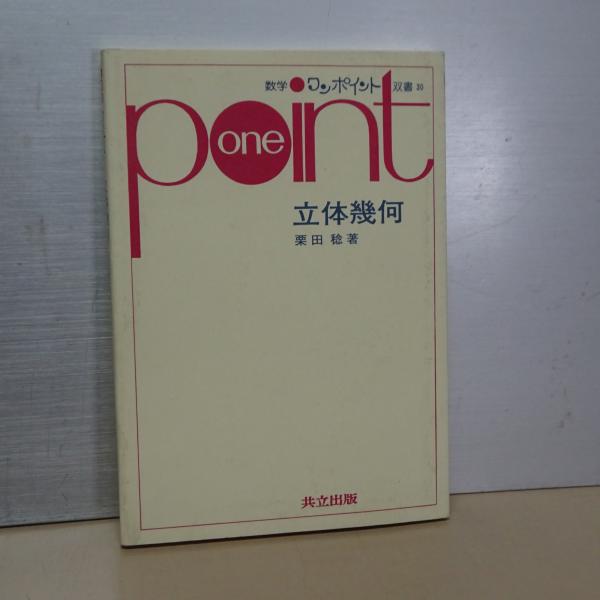 数学●ワンポイント双書 30
point
one
立体幾何
栗田 稔著
共立出版